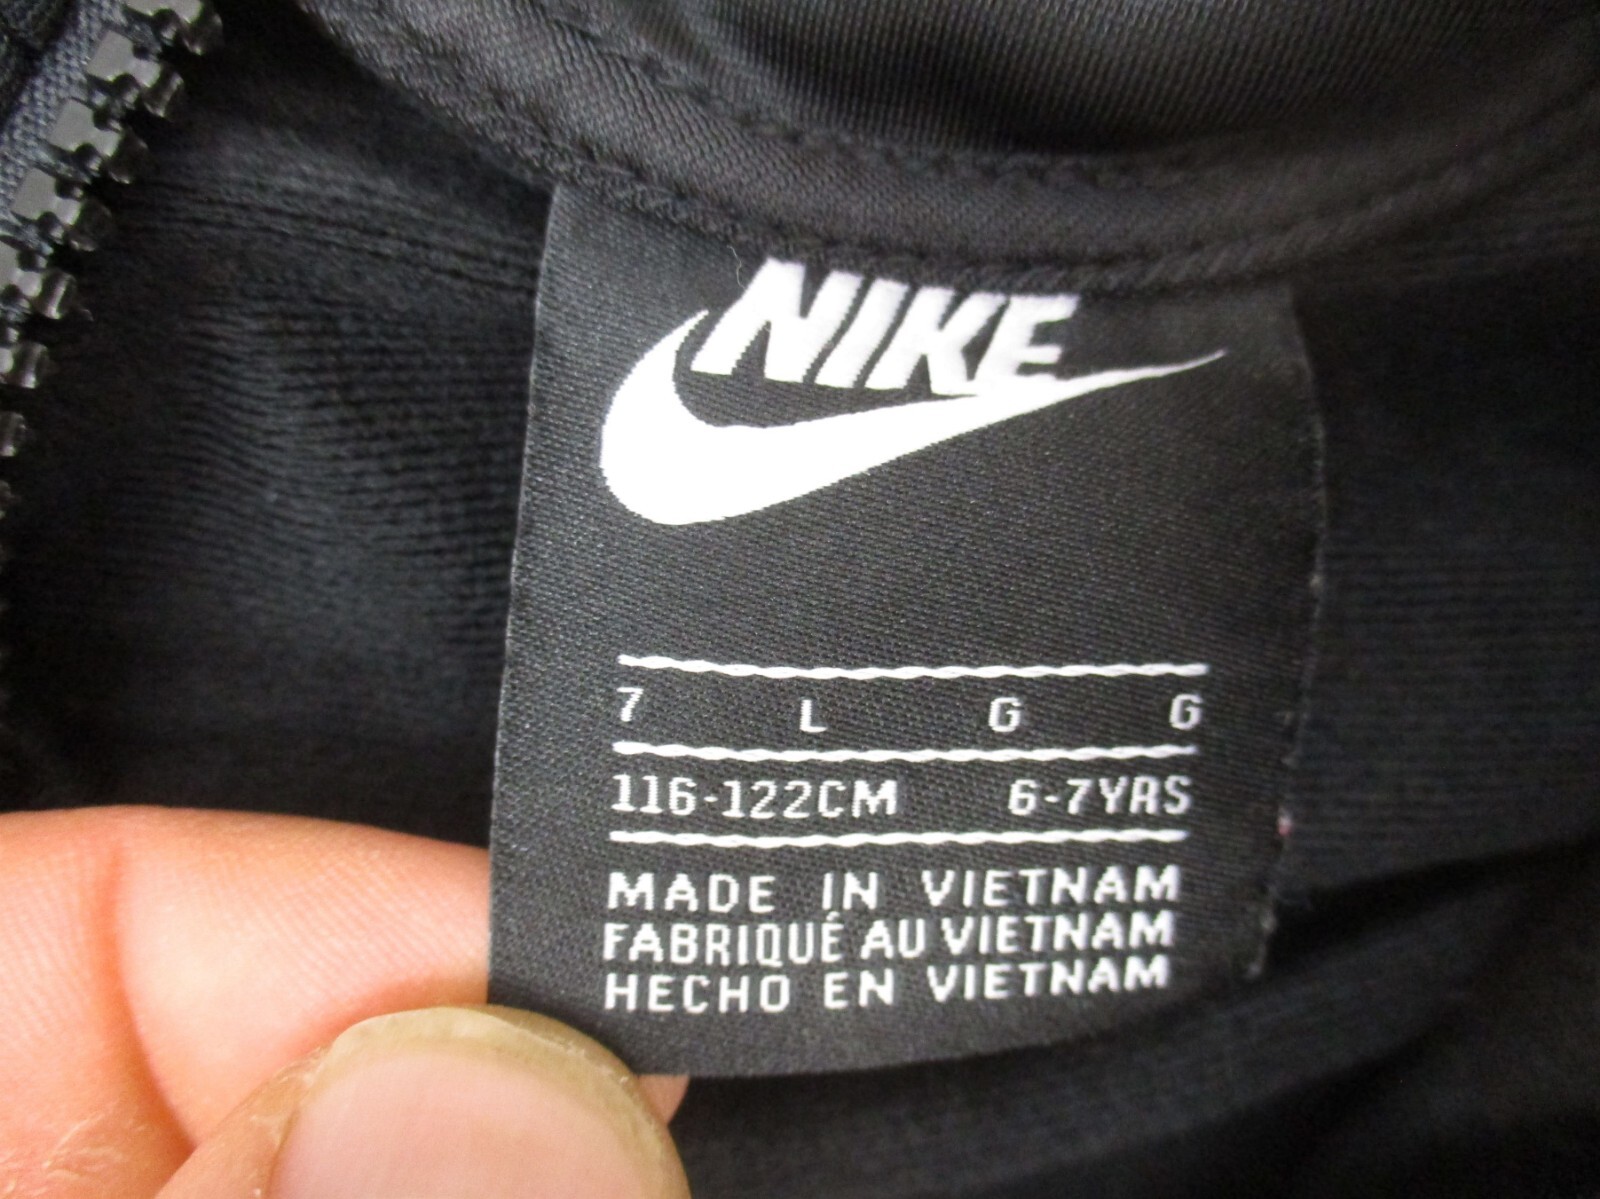 NIKE
7 L G G
116-122CM 6-7YRS
MADE IN VIETNAM
FABRIQUÉ AU VIETNAM
HECHO EN VIETNAM